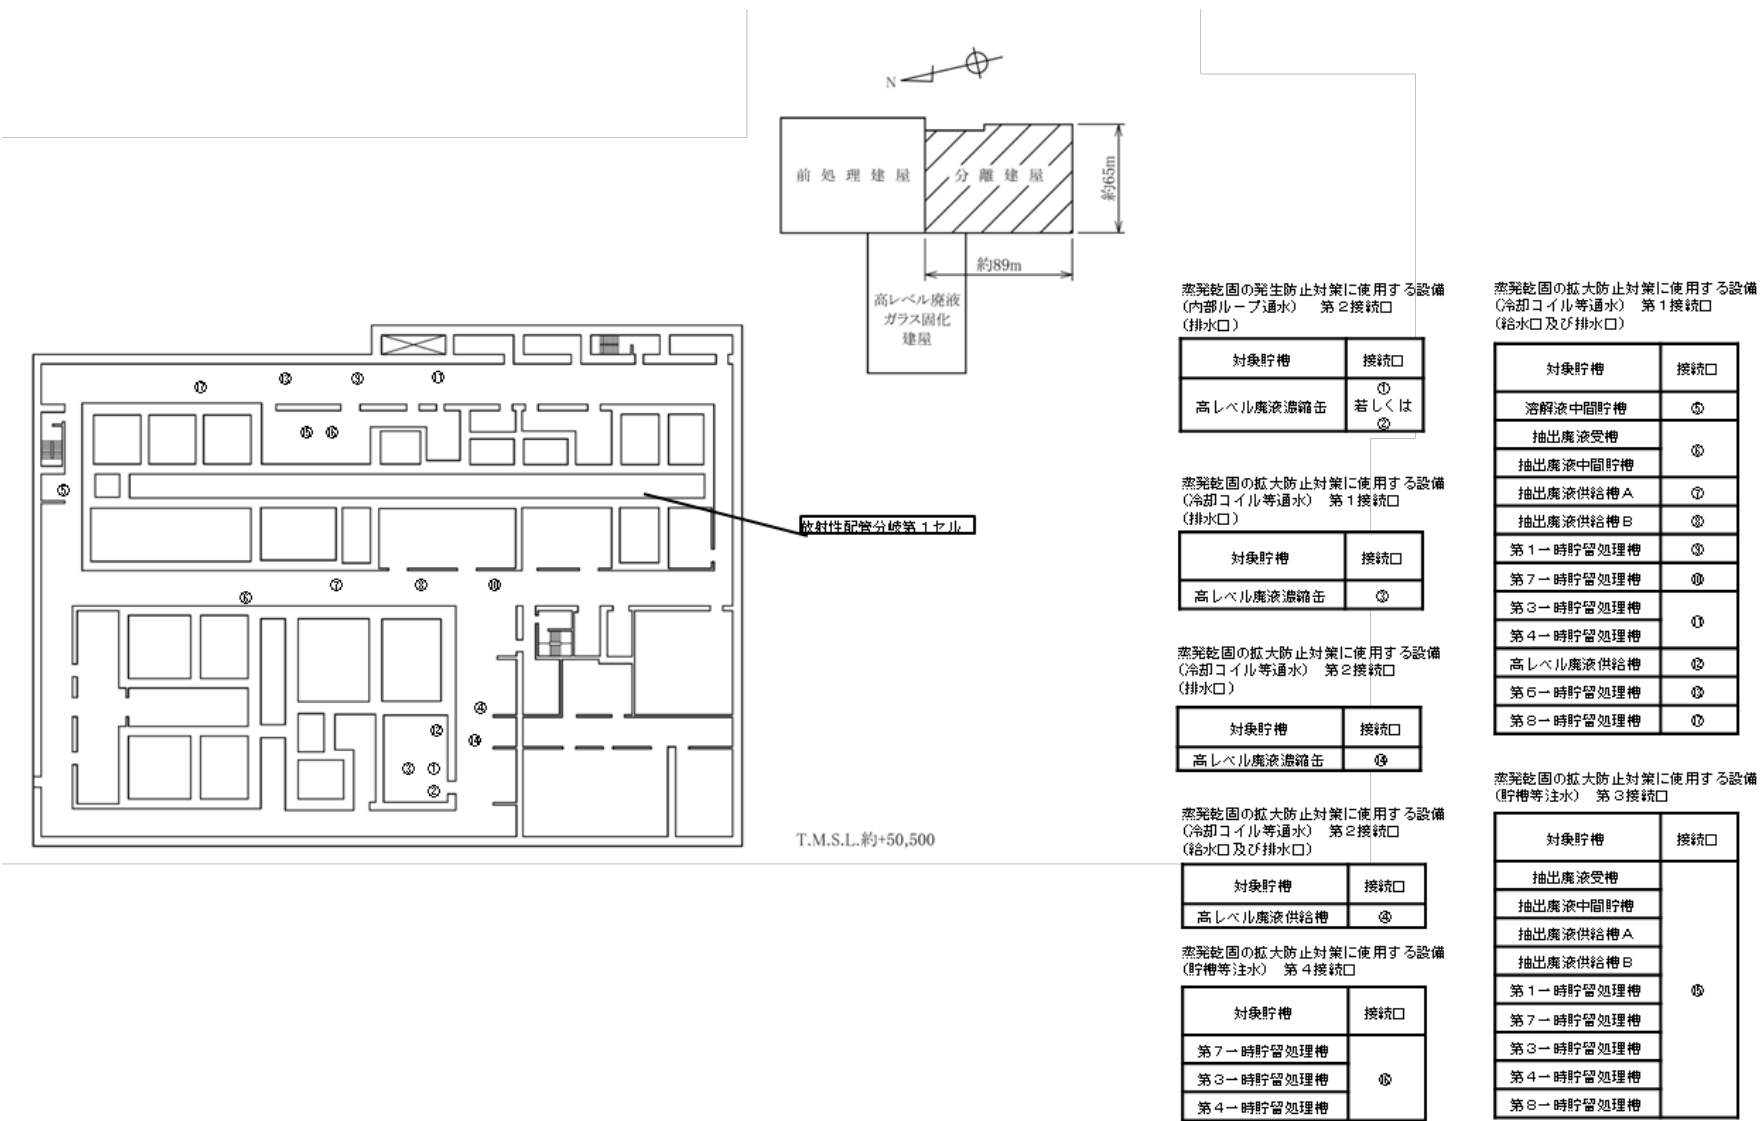 N
前処理建屋
分離建屋
約65m
約89m
高レベル廃液
ガラス固化
建屋
⑰
⑬
⑨
⑪
⑮
⑯
⑤
放射性配管分岐第１セル
⑦
⑧
⑩
⑥
④
⑫
⑭
③
①
②
T.M.S.L.約+50,500
蒸発乾固の発生防止対策に使用する設備
(内部ループ通水)　第２接続口
(排水口)
対象貯槽　接続口
高レベル廃液濃縮缶　①
若しくは
②
蒸発乾固の拡大防止対策に使用する設備
(冷却コイル等通水)　第１接続口
(排水口)
対象貯槽　接続口
高レベル廃液濃縮缶　③
蒸発乾固の拡大防止対策に使用する設備
(冷却コイル等通水)　第２接続口
(排水口)
対象貯槽　接続口
高レベル廃液濃縮缶　⑭
蒸発乾固の拡大防止対策に使用する設備
(冷却コイル等通水)　第２接続口
(給水口及び排水口)
対象貯槽　接続口
高レベル廃液供給槽　④
蒸発乾固の拡大防止対策に使用する設備
(貯槽等注水)　第４接続口
対象貯槽　接続口
第７一時貯留処理槽
第３一時貯留処理槽　⑯
第４一時貯留処理槽
蒸発乾固の拡大防止対策に使用する設備
(冷却コイル等通水)　第１接続口
(給水口及び排水口)
対象貯槽　接続口
溶解液中間貯槽　⑤
抽出廃液受槽　⑥
抽出廃液中間貯槽
抽出廃液供給槽Ａ　⑦
抽出廃液供給槽Ｂ　⑧
第１一時貯留処理槽　⑨
第７一時貯留処理槽　⑩
第３一時貯留処理槽　⑪
第４一時貯留処理槽
高レベル廃液供給槽　⑫
第６一時貯留処理槽　⑬
第８一時貯留処理槽　⑰
蒸発乾固の拡大防止対策に使用する設備
(貯槽等注水)　第３接続口
対象貯槽　接続口
抽出廃液受槽
抽出廃液中間貯槽
抽出廃液供給槽Ａ
抽出廃液供給槽Ｂ
第１一時貯留処理槽　⑮
第７一時貯留処理槽
第３一時貯留処理槽
第４一時貯留処理槽
第８一時貯留処理槽